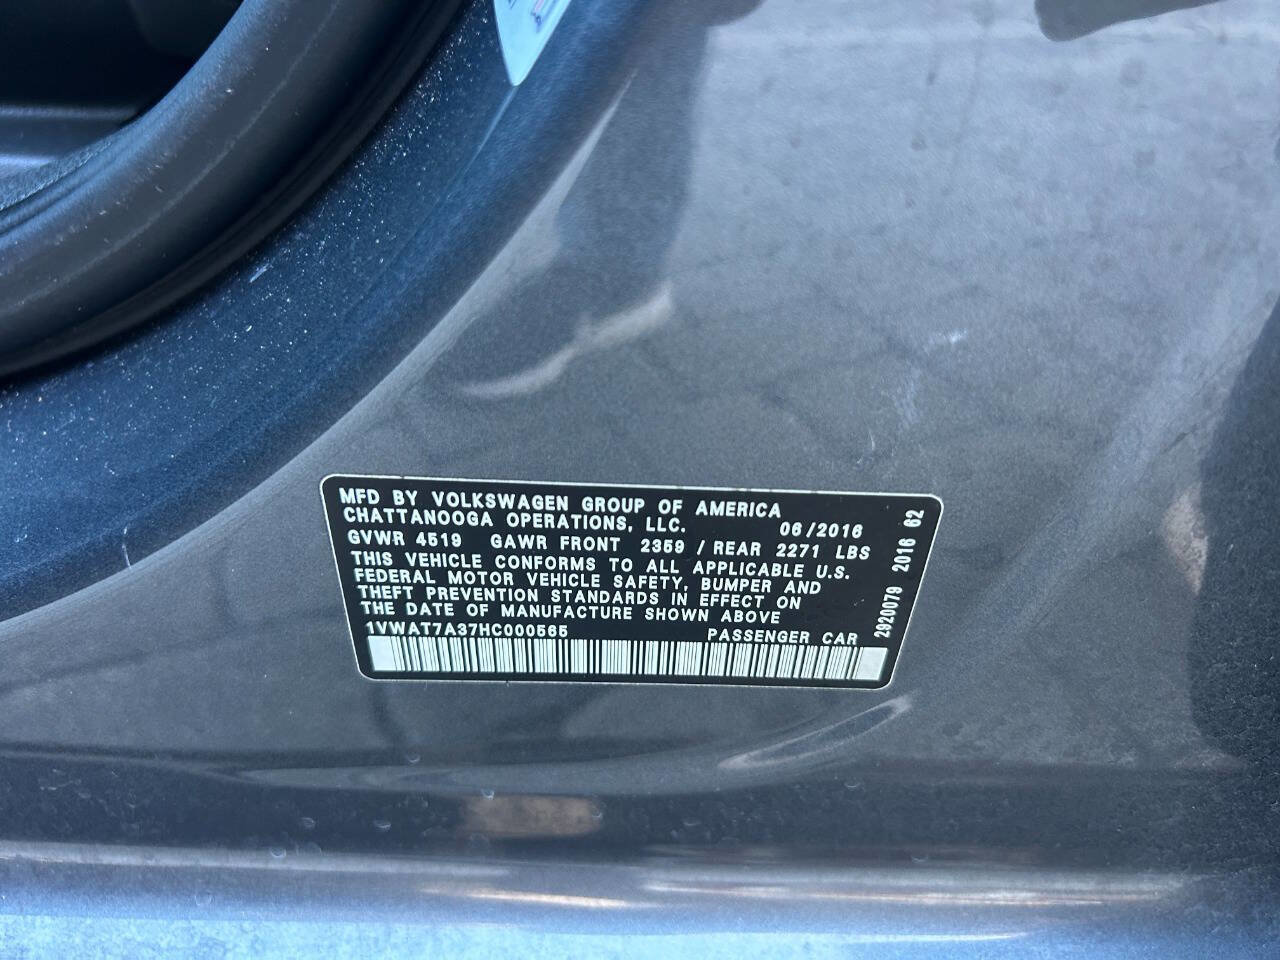 MFD BY VOLKSWAGEN GROUP OF AMERICA
CHATTANOOGA OPERATIONS, LLC. 06/2016
GVWR 4519 GAWR FRONT 2359 / REAR 2271 LBS
THIS VEHICLE CONFORMS TO ALL APPLICABLE U.S.
FEDERAL MOTOR VEHICLE SAFETY, BUMPER AND
THEFT PREVENTION STANDARDS IN EFFECT ON
THE DATE OF MANUFACTURE SHOWN ABOVE
1VWAT7A37HC000565 PASSENGER CAR
2920079 2016 62